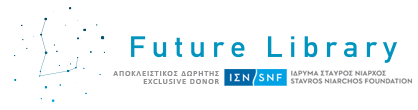 Future Library
ΑΠΟΚΛΕΙΣΤΙΚΟΣ ΔΩΡΗΤΗΣ
EXCLUSIVE DONOR
ΙΣΝ/SNF
ΙΔΡΥΜΑ ΣΤΑΥΡΟΣ ΝΙΑΡΧΟΣ
STAVROS NIARCHOS FOUNDATION